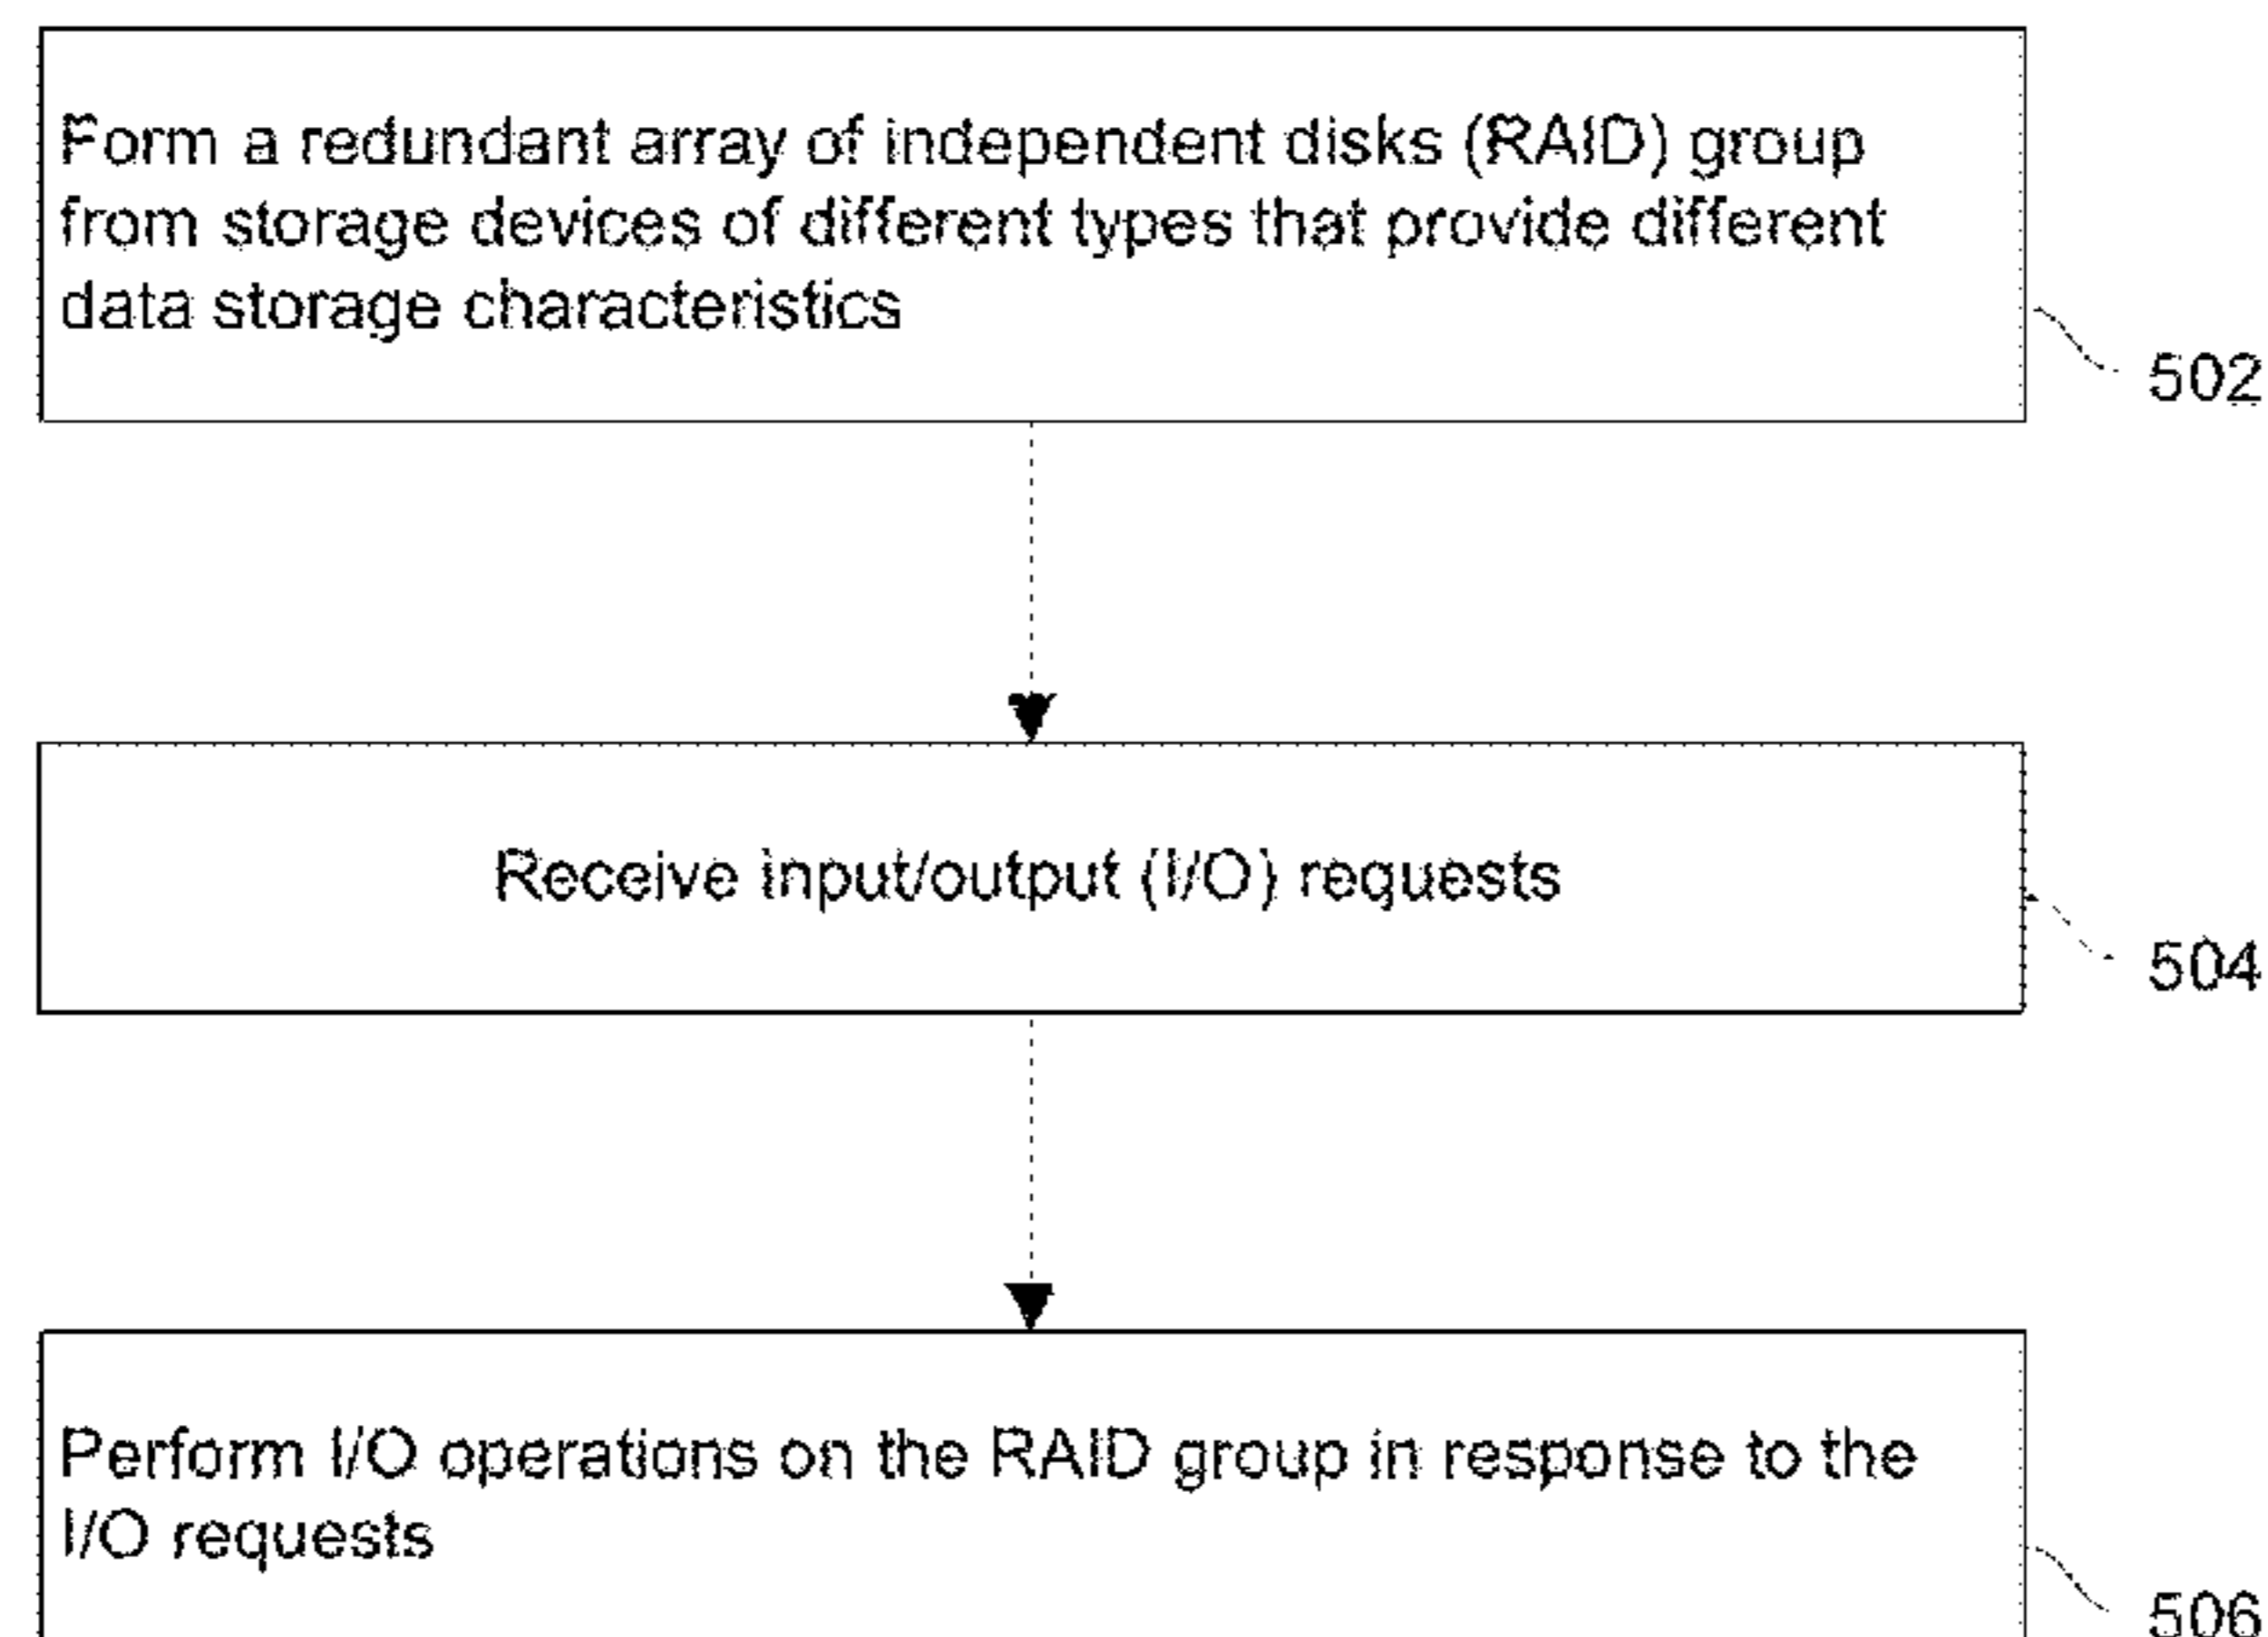 Form a redundant array of independent disks (RAID) group
from storage devices of different types that provide different
data storage characteristics
502
Receive input/output (I/O) requests
504
Perform I/O operations on the RAID group in response to the
I/O requests
506